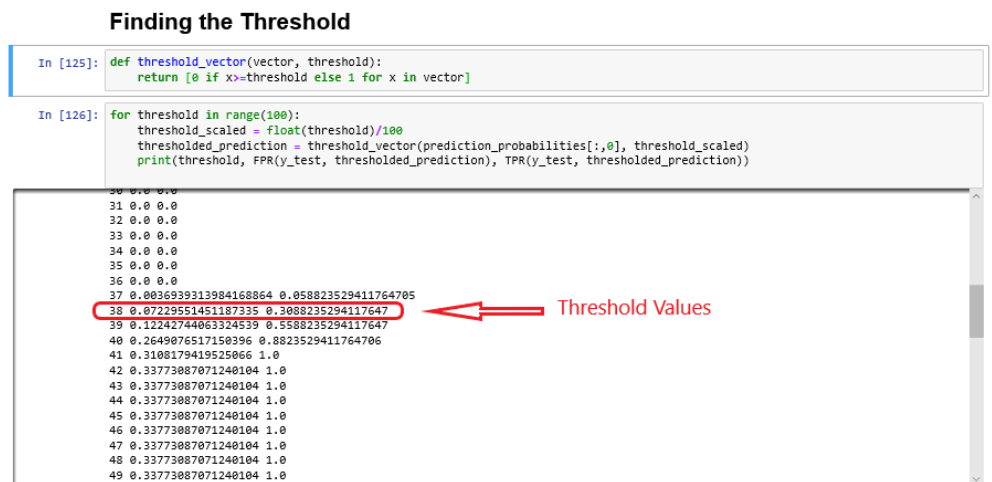 Finding the Threshold
In [125]: def threshold_vector(vector, threshold):
return [0 if x>=threshold else 1 for x in vector]
In [126]: for threshold in range(100):
threshold_scaled = float(threshold)/100
thresholded_prediction = threshold_vector(prediction_probabilities[:,0], threshold_scaled)
print(threshold, FPR(y_test, thresholded_prediction), TPR(y_test, thresholded_prediction))
30 0.0 0.0
31 0.0 0.0
32 0.0 0.0
33 0.0 0.0
34 0.0 0.0
35 0.0 0.0
36 0.0 0.0
37 0.0036939313984168864 0.058823529411764705
38 0.07229551451187335 0.3088235294117647
Threshold Values
39 0.12242744063324539 0.5588235294117647
40 0.2649076517150396 0.8823529411764706
41 0.3108179419525066 1.0
42 0.33773087071240104 1.0
43 0.33773087071240104 1.0
44 0.33773087071240104 1.0
45 0.33773087071240104 1.0
46 0.33773087071240104 1.0
47 0.33773087071240104 1.0
48 0.33773087071240104 1.0
49 0.33773087071240104 1.0